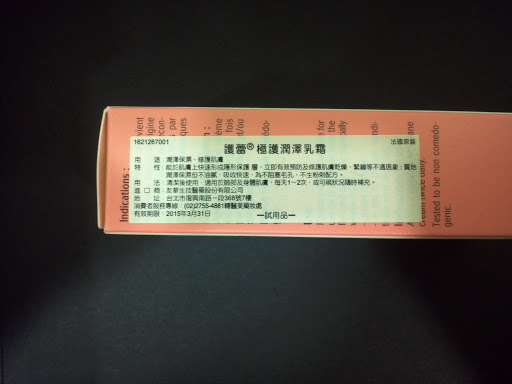 1621267001
法國原裝
護蕾® 極護潤澤乳霜
用 途：潤澤保濕、修護肌膚
特 性：能於肌膚上快速形成隱形保護層，立即有效預防及修護肌膚乾燥、緊繃等不適現象；質地
潤澤保濕但不油膩、吸收快速，為不阻塞毛孔、不生粉刺配方。
用 法：清潔後使用，適用於臉部及身體肌膚，每天1~2次，或可視狀況隨時補充。
進 口 商：友華生技醫藥股份有限公司
地 址：台北市復興南路一段368號7樓
消費者服務專線：(02)2755-4881轉醫美藥妝處
有效期限：2015年3月31日
—試用品—
Indications :
Tested to be non comedo-
genic.